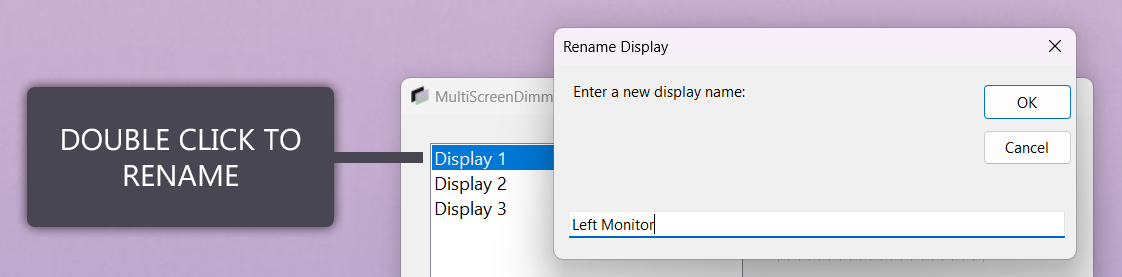 DOUBLE CLICK TO
RENAME
MultiScreenDimm
Display 1
Display 2
Display 3
Rename Display
Enter a new display name:
OK
Cancel
Left Monitor